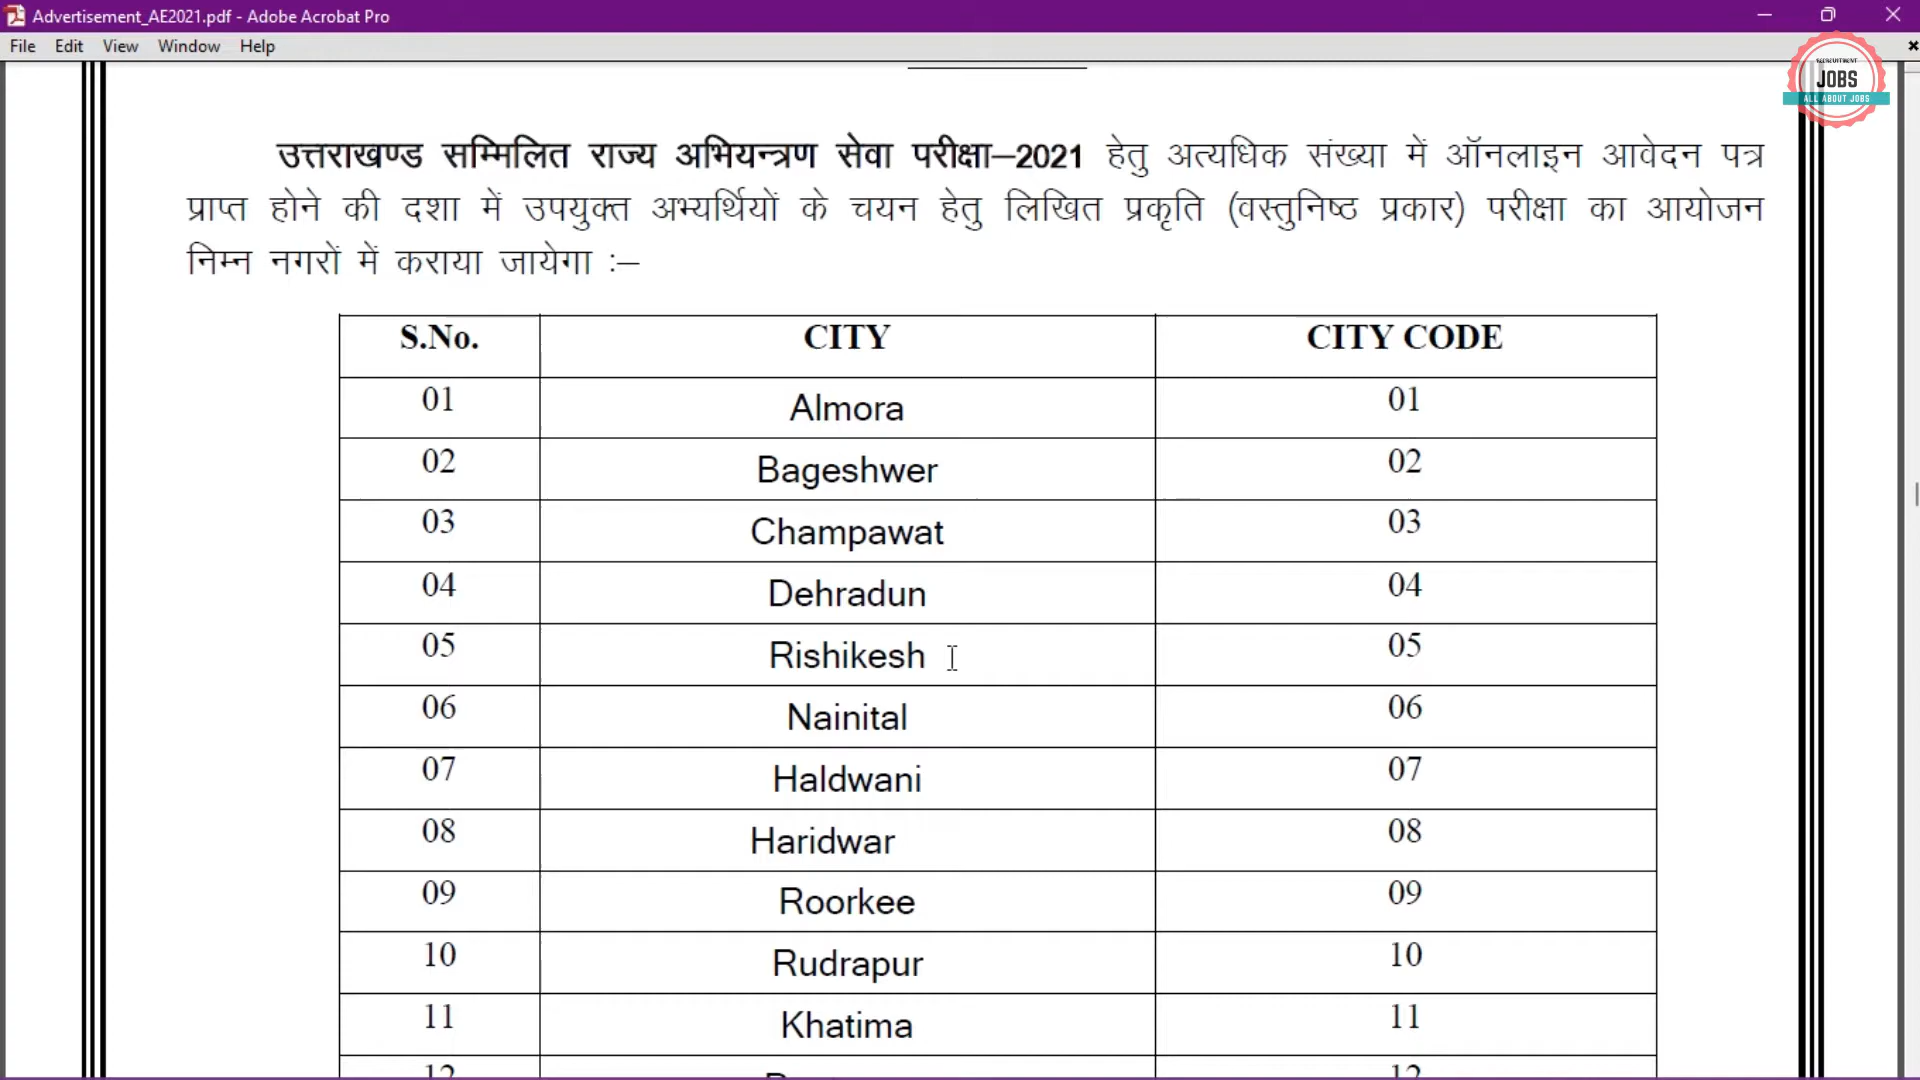 Advertisement_AE2021.pdf - Adobe Acrobat Pro
File Edit View Window Help
RECRUITMENT
JOBS
ALL ABOUT JOBS
उत्तराखण्ड सम्मिलित राज्य अभियन्त्रण सेवा परीक्षा–2021 हेतु अत्यधिक संख्या में ऑनलाइन आवेदन पत्र
प्राप्त होने की दशा में उपयुक्त अभ्यर्थियों के चयन हेतु लिखित प्रकृति (वस्तुनिष्ठ प्रकार) परीक्षा का आयोजन
निम्न नगरों में कराया जायेगा :–
S.No. CITY CITY CODE
01 Almora 01
02 Bageshwer 02
03 Champawat 03
04 Dehradun 04
05 Rishikesh 05
06 Nainital 06
07 Haldwani 07
08 Haridwar 08
09 Roorkee 09
10 Rudrapur 10
11 Khatima 11
12 12